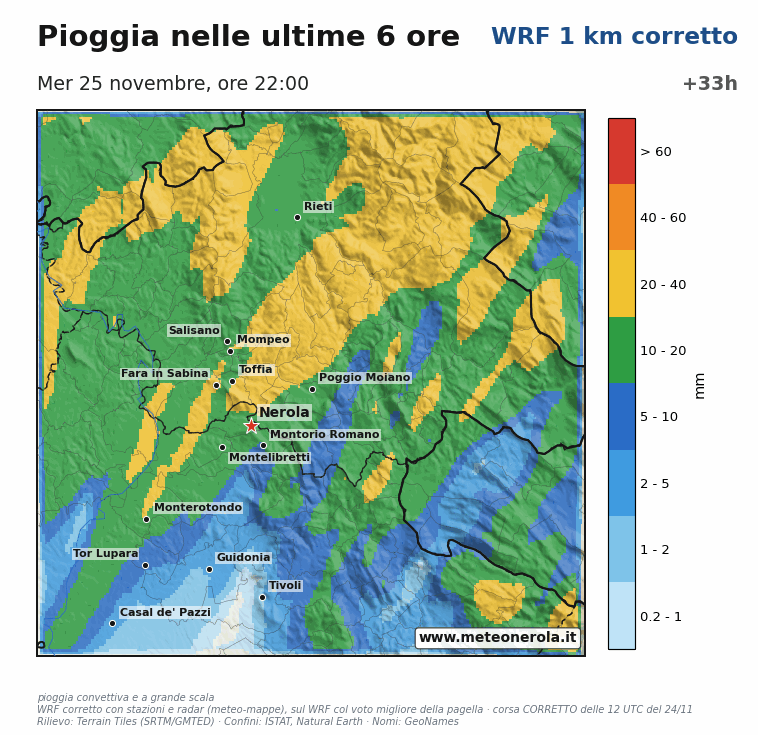 Pioggia nelle ultime 6 ore
WRF 1 km corretto
Mer 25 novembre, ore 22:00
+33h
Rieti
Salisano
Mompeo
Fara in Sabina
Toffia
Poggio Moiano
Nerola
Montorio Romano
Montelibretti
Monterotondo
Tor Lupara
Guidonia
Tivoli
Casal de' Pazzi
www.meteonerola.it
> 60
40 - 60
20 - 40
10 - 20
5 - 10
2 - 5
1 - 2
0.2 - 1
mm
pioggia convettiva e a grande scala
WRF corretto con stazioni e radar (meteo-mappe), sul WRF col voto migliore della pagella · corsa CORRETTO delle 12 UTC del 24/11
Rilievo: Terrain Tiles (SRTM/GMTED) · Confini: ISTAT, Natural Earth · Nomi: GeoNames